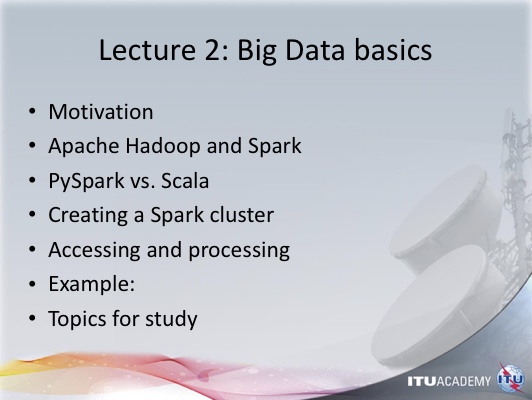 Lecture 2: Big Data basics
• Motivation
• Apache Hadoop and Spark
• PySpark vs. Scala
• Creating a Spark cluster
• Accessing and processing
• Example:
• Topics for study
ITUACADEMY ITU